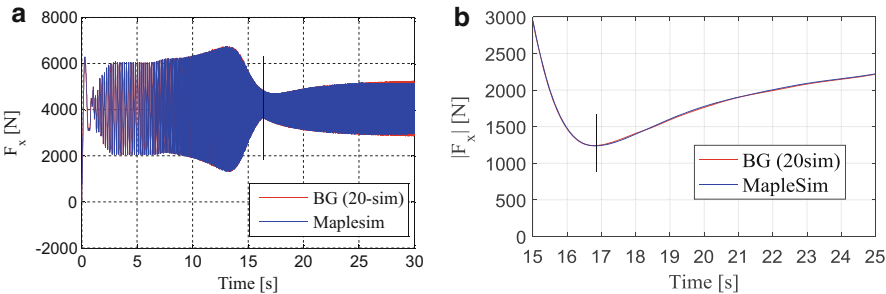 a
8000
6000
4000
2000
0
-2000
F_x [N]
0 5 10 15 20 25 30
Time [s]
BG (20-sim)
Maplesim
b
3000
2500
2000
1500
1000
500
0
|F_x| [N]
15 16 17 18 19 20 21 22 23 24 25
Time [s]
BG (20sim)
MapleSim